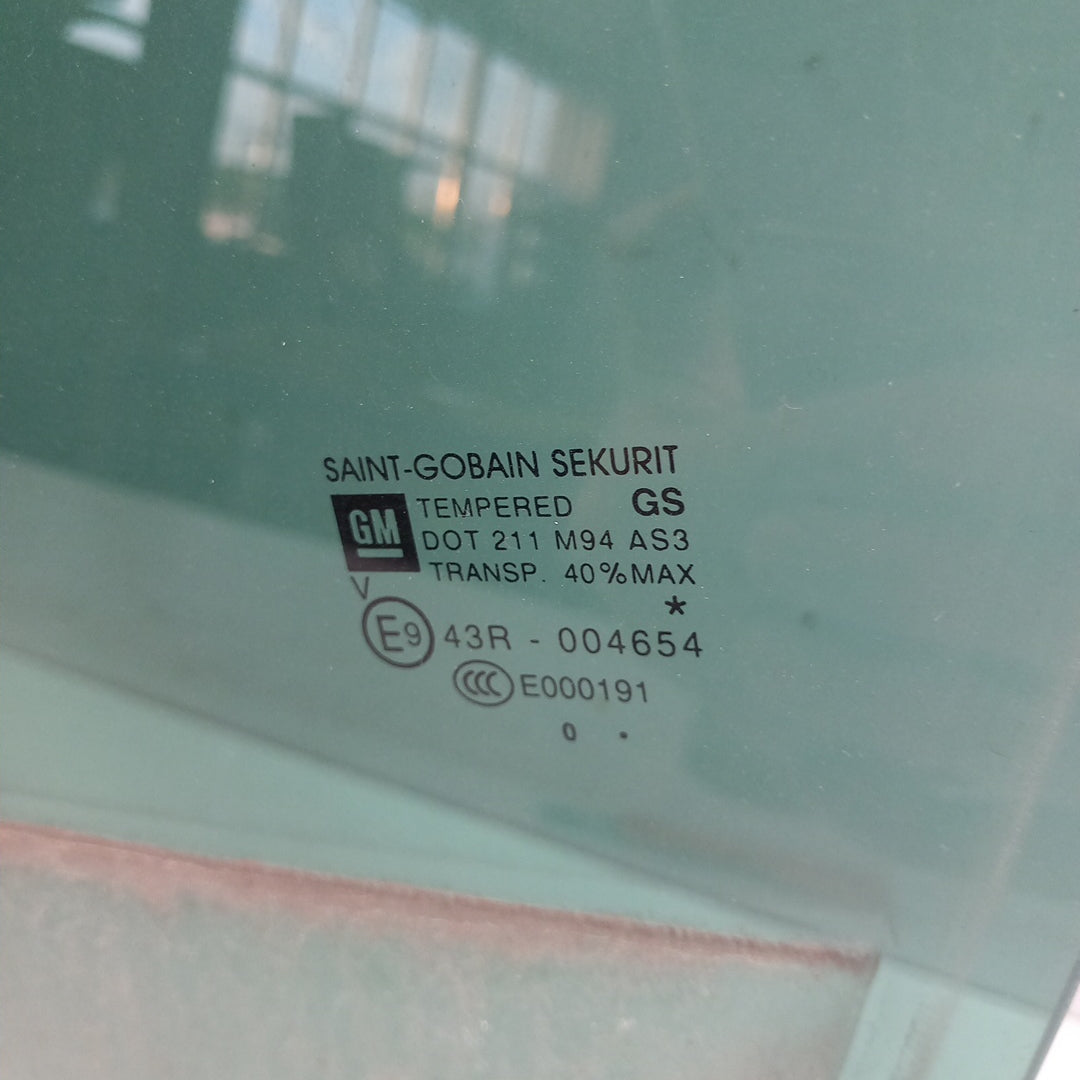 SAINT-GOBAIN SEKURIT
GM TEMPERED GS
DOT 211 M94 AS3
TRANSP. 40%MAX
V *
E9 43R - 004654
CCC E000191
0 .